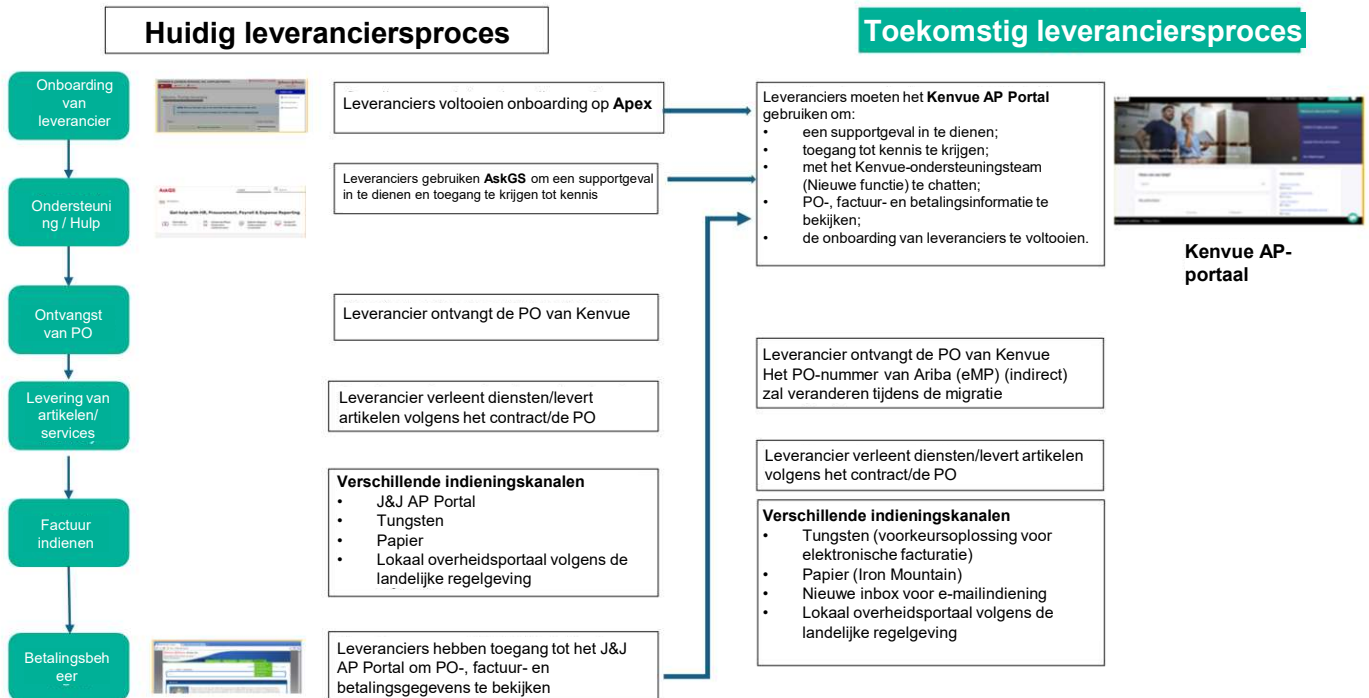 Huidig leveranciersproces
Toekomstig leveranciersproces
Onboarding
van
leverancier
Leveranciers voltooien onboarding op Apex
Leveranciers moeten het Kenvue AP Portal
gebruiken om:
• een supportgeval in te dienen;
• toegang tot kennis te krijgen;
• met het Kenvue-ondersteuningsteam
(Nieuwe functie) te chatten;
• PO-, factuur- en betalingsinformatie te
bekijken;
• de onboarding van leveranciers te voltooien.
Kenvue AP-
portaal
Ondersteuni
ng / Hulp
AskGS
Get help with HR, Procurement, Payroll & Expense Reporting
Leveranciers gebruiken AskGS om een supportgeval
in te dienen en toegang te krijgen tot kennis
Ontvangst
van PO
Leverancier ontvangt de PO van Kenvue
Leverancier ontvangt de PO van Kenvue
Het PO-nummer van Ariba (eMP) (indirect)
zal veranderen tijdens de migratie
Levering van
artikelen/
services
Leverancier verleent diensten/levert
artikelen volgens het contract/de PO
Leverancier verleent diensten/levert artikelen
volgens het contract/de PO
Factuur
indienen
Verschillende indieningskanalen
• J&J AP Portal
• Tungsten
• Papier
• Lokaal overheidsportaal volgens de
landelijke regelgeving
Verschillende indieningskanalen
• Tungsten (voorkeursoplossing voor
elektronische facturatie)
• Papier (Iron Mountain)
• Nieuwe inbox voor e-mailindiening
• Lokaal overheidsportaal volgens de
landelijke regelgeving
Betalingsbeh
eer
Leveranciers hebben toegang tot het J&J
AP Portal om PO-, factuur- en
betalingsgegevens te bekijken